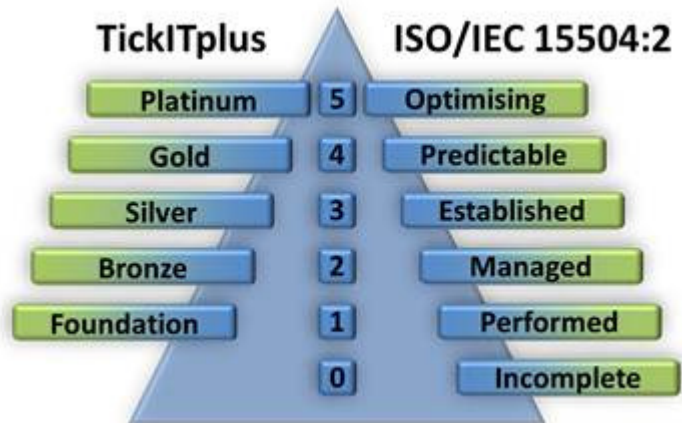 TickITplus ISO/IEC 15504:2
Platinum 5 Optimising
Gold 4 Predictable
Silver 3 Established
Bronze 2 Managed
Foundation 1 Performed
0 Incomplete